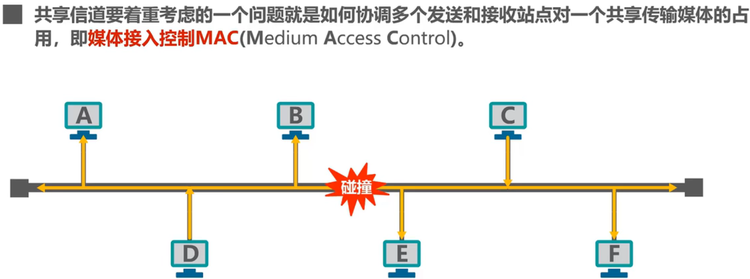 共享信道要着重考虑的一个问题就是如何协调多个发送和接收站点对一个共享传输媒体的占
用，即媒体接入控制MAC(Medium Access Control)。
A
B
C
碰撞
D
E
F